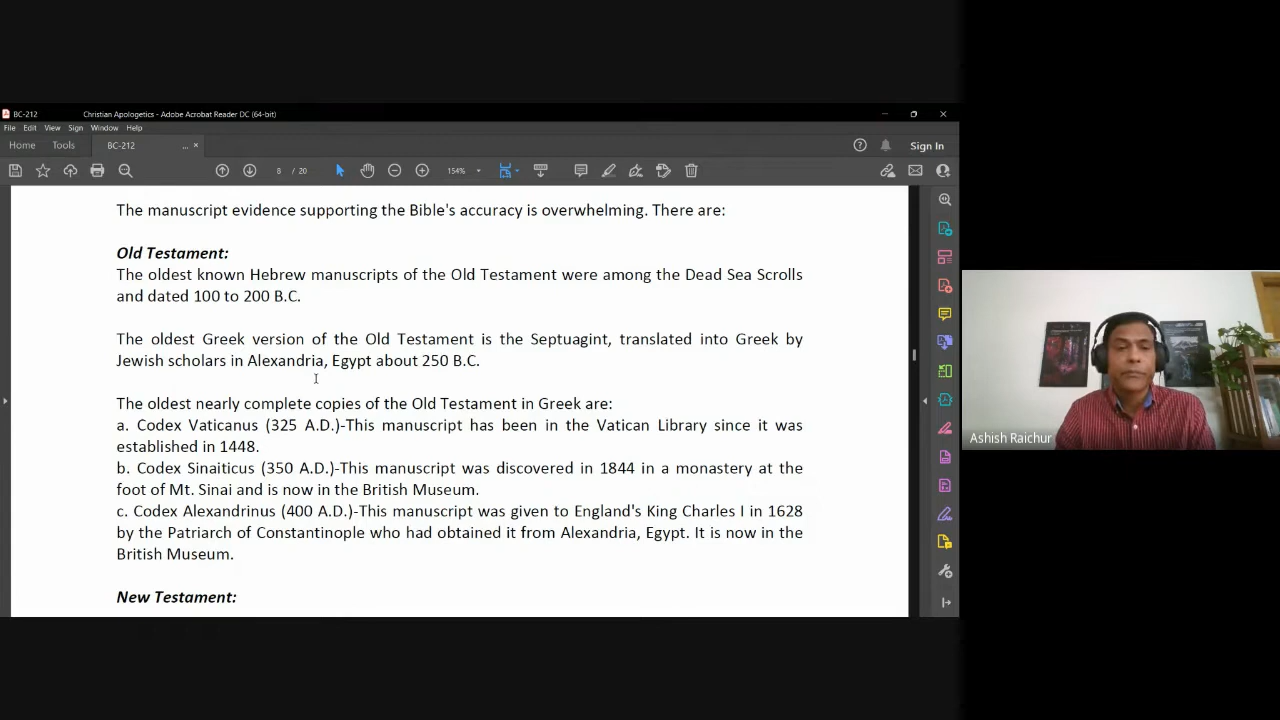 BC-212 Christian Apologetics - Adobe Acrobat Reader DC (64-bit)
File Edit View Sign Window Help
Home Tools BC-212 ... × Sign In
8 / 20 154%
The manuscript evidence supporting the Bible's accuracy is overwhelming. There are:
Old Testament:
The oldest known Hebrew manuscripts of the Old Testament were among the Dead Sea Scrolls
and dated 100 to 200 B.C.
The oldest Greek version of the Old Testament is the Septuagint, translated into Greek by
Jewish scholars in Alexandria, Egypt about 250 B.C.
The oldest nearly complete copies of the Old Testament in Greek are:
a. Codex Vaticanus (325 A.D.)-This manuscript has been in the Vatican Library since it was
established in 1448.
b. Codex Sinaiticus (350 A.D.)-This manuscript was discovered in 1844 in a monastery at the
foot of Mt. Sinai and is now in the British Museum.
c. Codex Alexandrinus (400 A.D.)-This manuscript was given to England's King Charles I in 1628
by the Patriarch of Constantinople who had obtained it from Alexandria, Egypt. It is now in the
British Museum.
New Testament:
Ashish Raichur